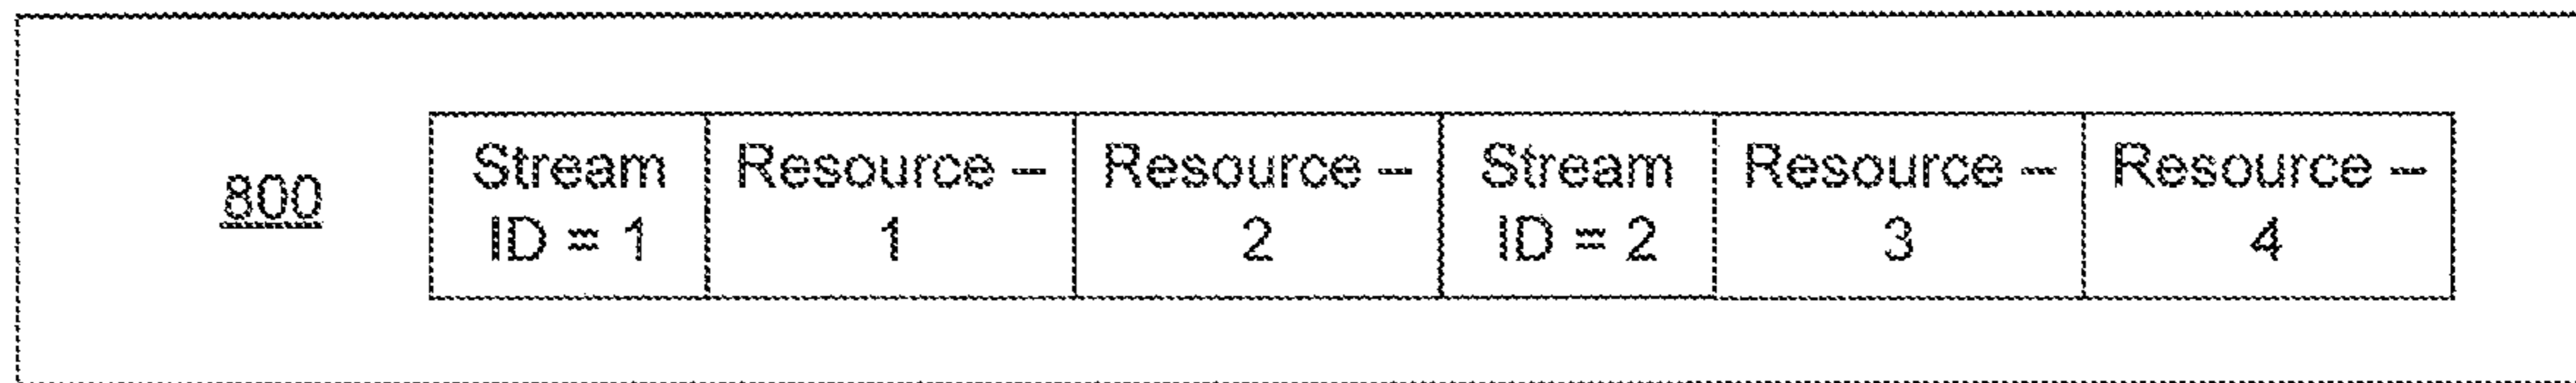 800
Stream
ID = 1
Resource –
1
Resource –
2
Stream
ID = 2
Resource –
3
Resource –
4